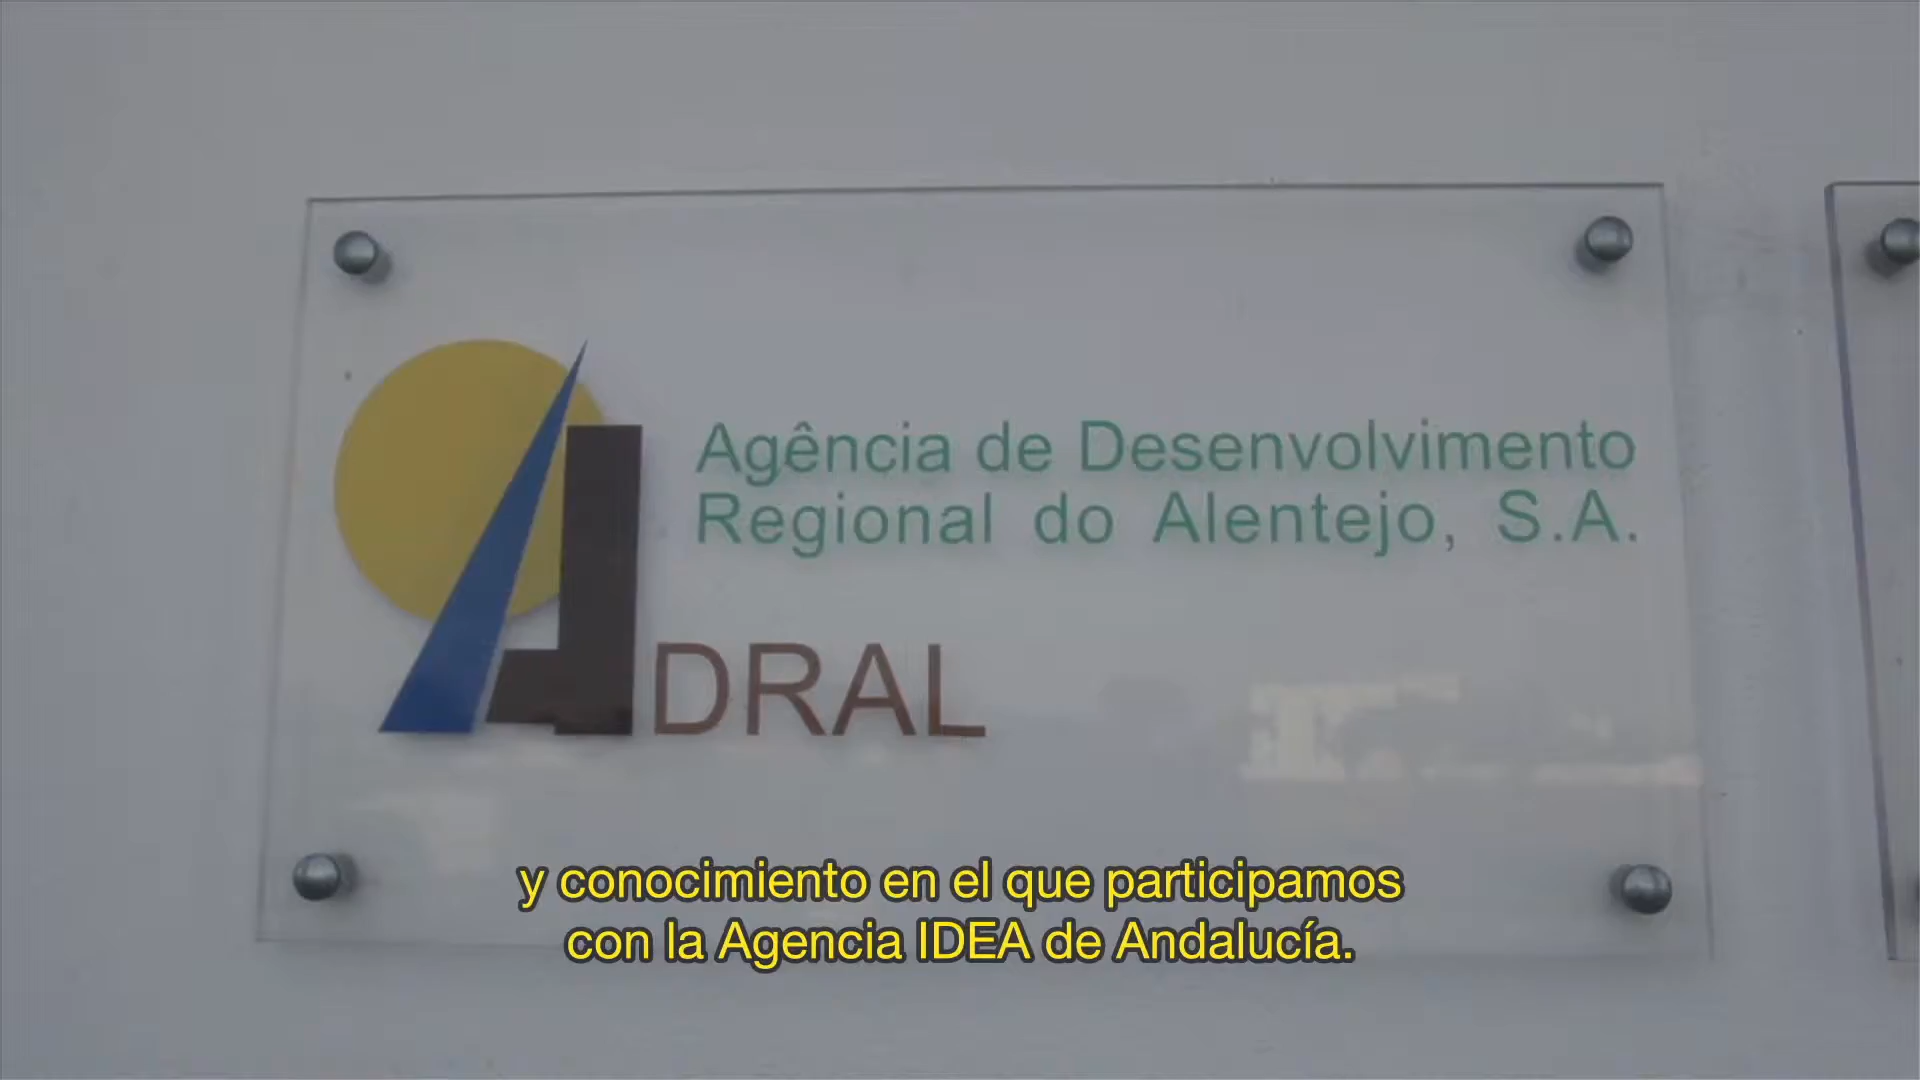 Agência de Desenvolvimento
Regional do Alentejo, S.A.
ADRAL
y conocimiento en el que participamos
con la Agencia IDEA de Andalucía.